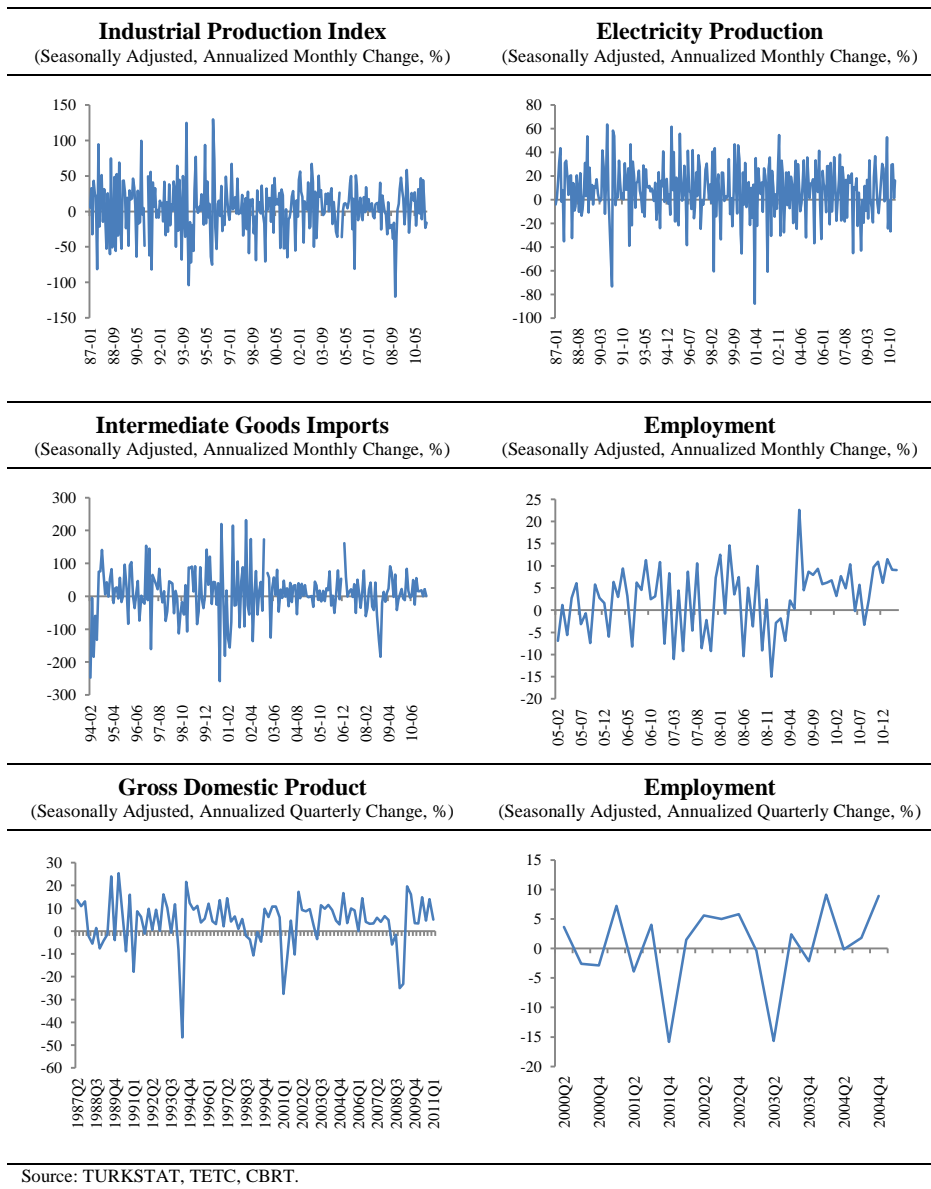 Industrial Production Index
(Seasonally Adjusted, Annualized Monthly Change, %)
150
100
50
0
-50
-100
-150
87-01
88-09
90-05
92-01
93-09
95-05
97-01
98-09
00-05
02-01
03-09
05-05
07-01
08-09
10-05
Electricity Production
(Seasonally Adjusted, Annualized Monthly Change, %)
80
60
40
20
0
-20
-40
-60
-80
-100
87-01
88-08
90-03
91-10
93-05
94-12
96-07
98-02
99-09
01-04
02-11
04-06
06-01
07-08
09-03
10-10
Intermediate Goods Imports
(Seasonally Adjusted, Annualized Monthly Change, %)
300
200
100
0
-100
-200
-300
94-02
95-04
96-06
97-08
98-10
99-12
01-02
02-04
03-06
04-08
05-10
06-12
08-02
09-04
10-06
Employment
(Seasonally Adjusted, Annualized Monthly Change, %)
25
20
15
10
5
0
-5
-10
-15
-20
05-02
05-07
05-12
06-05
06-10
07-03
07-08
08-01
08-06
08-11
09-04
09-09
10-02
10-07
10-12
Gross Domestic Product
(Seasonally Adjusted, Annualized Quarterly Change, %)
30
20
10
0
-10
-20
-30
-40
-50
-60
1987Q2
1988Q3
1989Q4
1991Q1
1992Q2
1993Q3
1994Q4
1996Q1
1997Q2
1998Q3
1999Q4
2001Q1
2002Q2
2003Q3
2004Q4
2006Q1
2007Q2
2008Q3
2009Q4
2011Q1
Employment
(Seasonally Adjusted, Annualized Quarterly Change, %)
15
10
5
0
-5
-10
-15
-20
2000Q2
2000Q4
2001Q2
2001Q4
2002Q2
2002Q4
2003Q2
2003Q4
2004Q2
2004Q4
Source: TURKSTAT, TETC, CBRT.